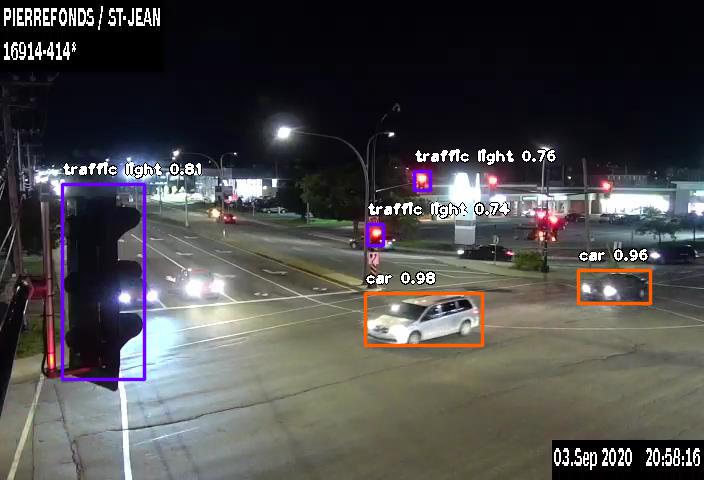 PIERREFONDS / ST-JEAN
16914-414*
traffic light 0.76
traffic light 0.81
traffic light 0.74
car 0.96
car 0.98
03.Sep 2020 20:58:16